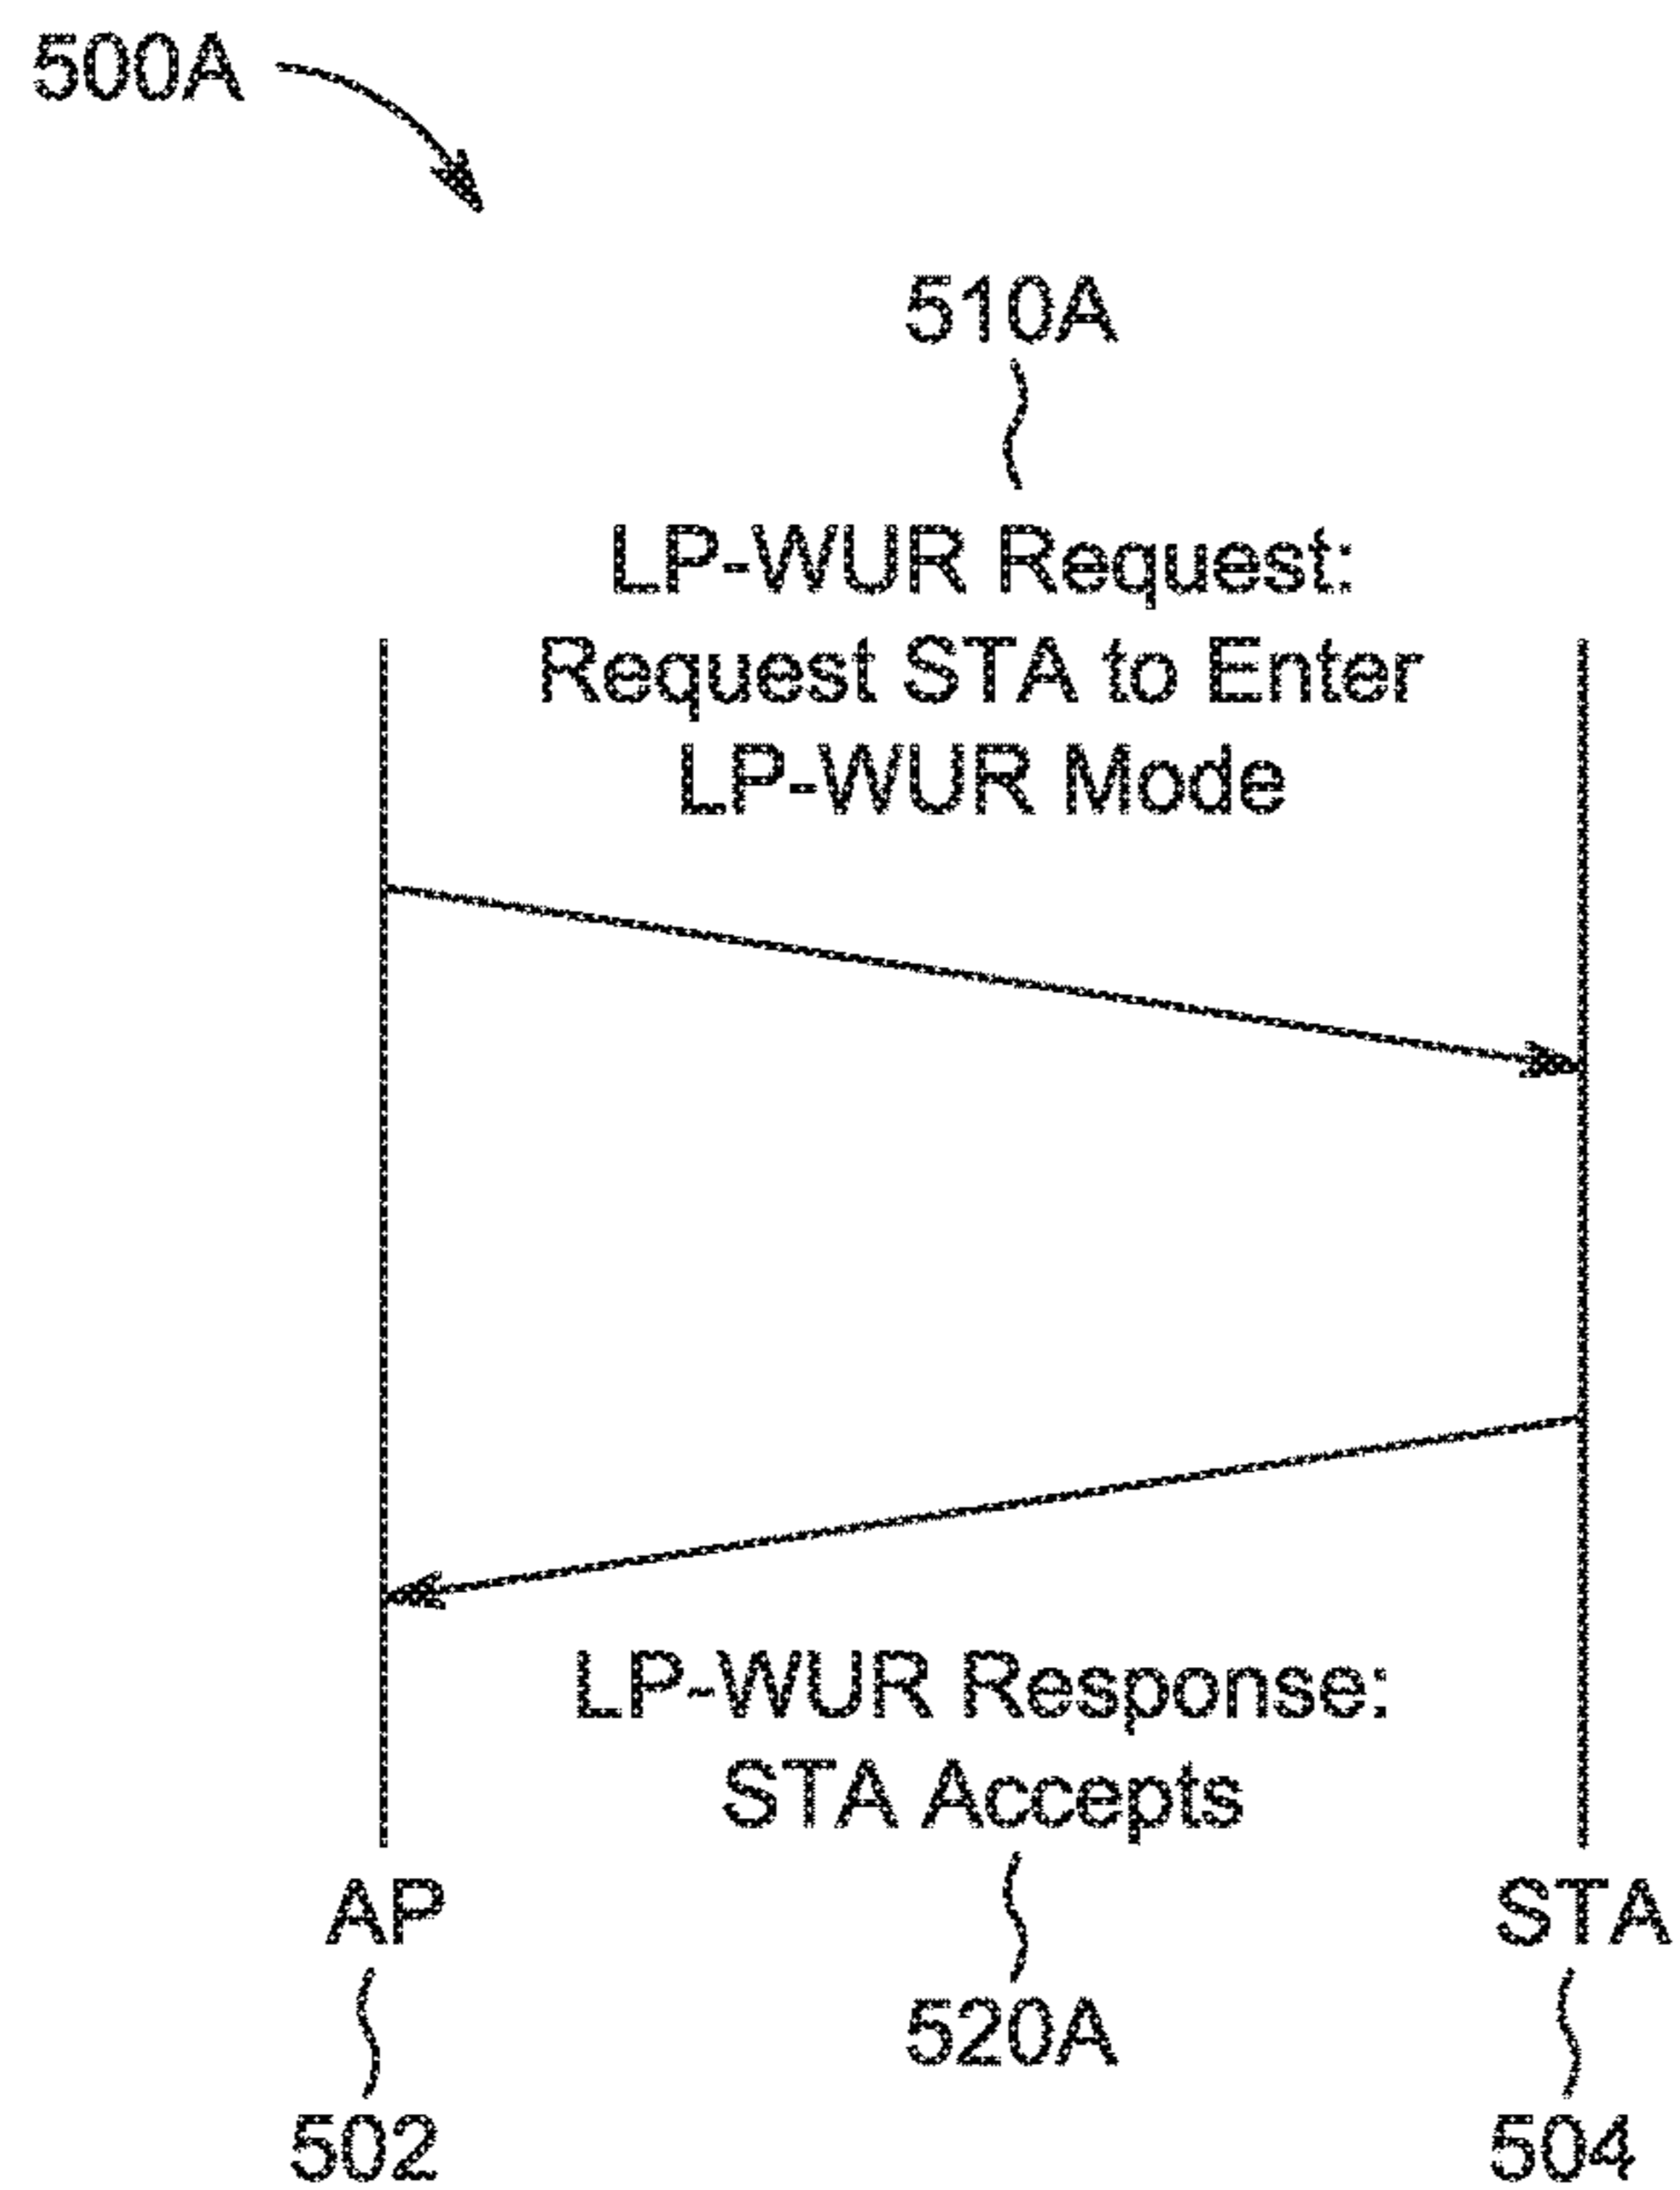 500A
510A
LP-WUR Request:
Request STA to Enter
LP-WUR Mode
LP-WUR Response:
STA Accepts
AP
STA
520A
502
504